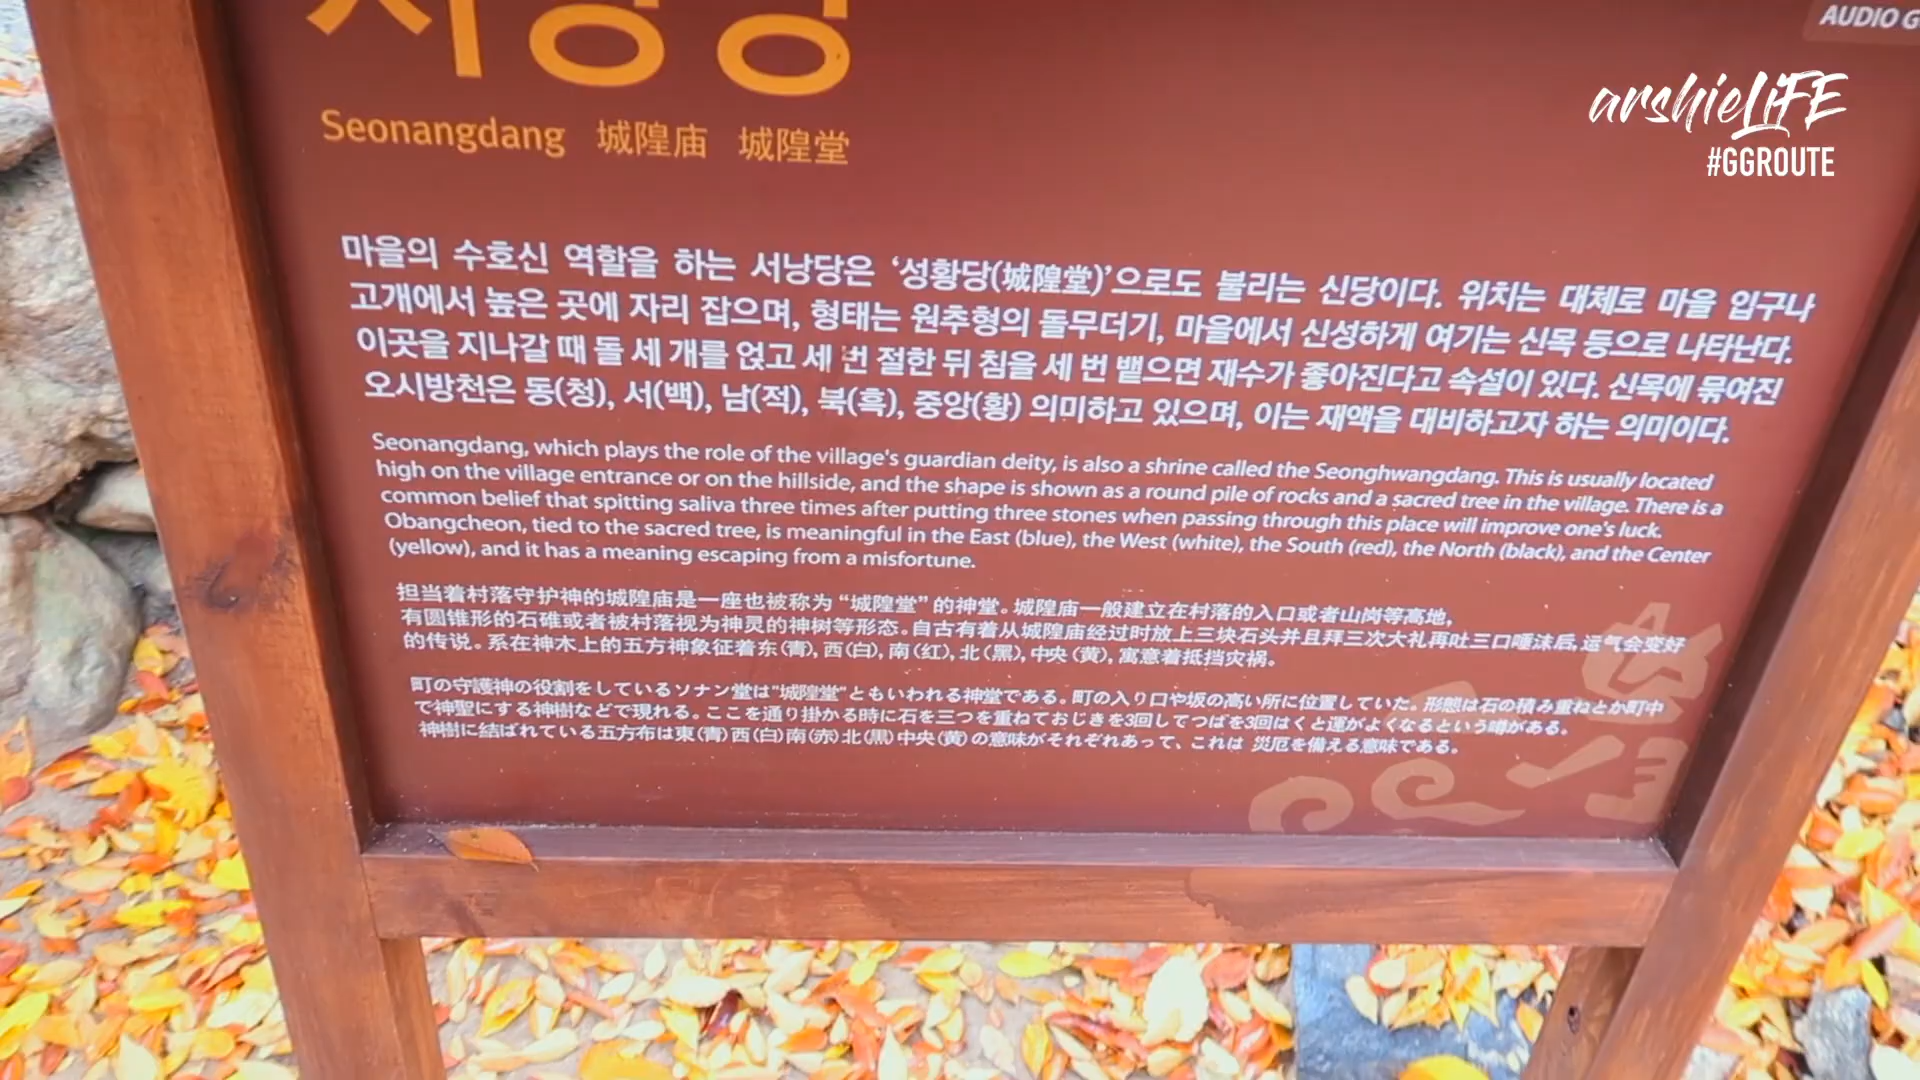 서낭당
AUDIO G
arshieLiFE
#GGROUTE
Seonangdang 城隍庙 城隍堂
마을의 수호신 역할을 하는 서낭당은 ‘성황당(城隍堂)’으로도 불리는 신당이다. 위치는 대체로 마을 입구나
고개에서 높은 곳에 자리 잡으며, 형태는 원추형의 돌무더기, 마을에서 신성하게 여기는 신목 등으로 나타난다.
이곳을 지나갈 때 돌 세 개를 얹고 세 번 절한 뒤 침을 세 번 뱉으면 재수가 좋아진다고 속설이 있다. 신목에 묶여진
오시방천은 동(청), 서(백), 남(적), 북(흑), 중앙(황) 의미하고 있으며, 이는 재액을 대비하고자 하는 의미이다.
Seonangdang, which plays the role of the village's guardian deity, is also a shrine called the Seonghwangdang. This is usually located
high on the village entrance or on the hillside, and the shape is shown as a round pile of rocks and a sacred tree in the village. There is a
common belief that spitting saliva three times after putting three stones when passing through this place will improve one's luck.
Obangcheon, tied to the sacred tree, is meaningful in the East (blue), the West (white), the South (red), the North (black), and the Center
(yellow), and it has a meaning escaping from a misfortune.
担当着村落守护神的城隍庙是一座也被称为“城隍堂”的神堂。城隍庙一般建立在村落的入口或者山岗等高地，
有圆锥形的石碓或者被村落视为神灵的神树等形态。自古有着从城隍庙经过时放上三块石头并且拜三次大礼再吐三口唾沫后，运气会变好
的传说。系在神木上的五方神象征着东（青），西（白），南（红），北（黑），中央（黄），寓意着抵挡灾祸。
町の守護神の役割をしているソナン堂は"城隍堂"ともいわれる神堂である。町の入り口や坂の高い所に位置していた。形態は石の積み重ねとか町中
で神聖にする神樹などで現れる。ここを通り掛かる時に石を三つを重ねておじきを3回してつばを3回はくと運がよくなるという噂がある。
神樹に結ばれている五方布は東（青）西（白）南（赤）北（黒）中央（黄）の意味がそれぞれあって、これは 災厄を備える意味である。